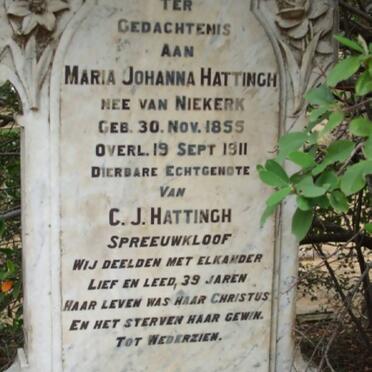 TER
GEDACHTENIS
AAN
MARIA JOHANNA HATTINGH
NEE VAN NIEKERK
GEB. 30. NOV. 1855
OVERL. 19 SEPT 1911
DIERBARE ECHTGENOTE
VAN
C. J. HATTINGH
SPREEUWKLOOF
WIJ DEELDEN MET ELKANDER
LIEF EN LEED, 39 JAREN
HAAR LEVEN WAS HAAR CHRISTUS
EN HET STERVEN HAAR GEWIN.
TOT WEDERZIEN.